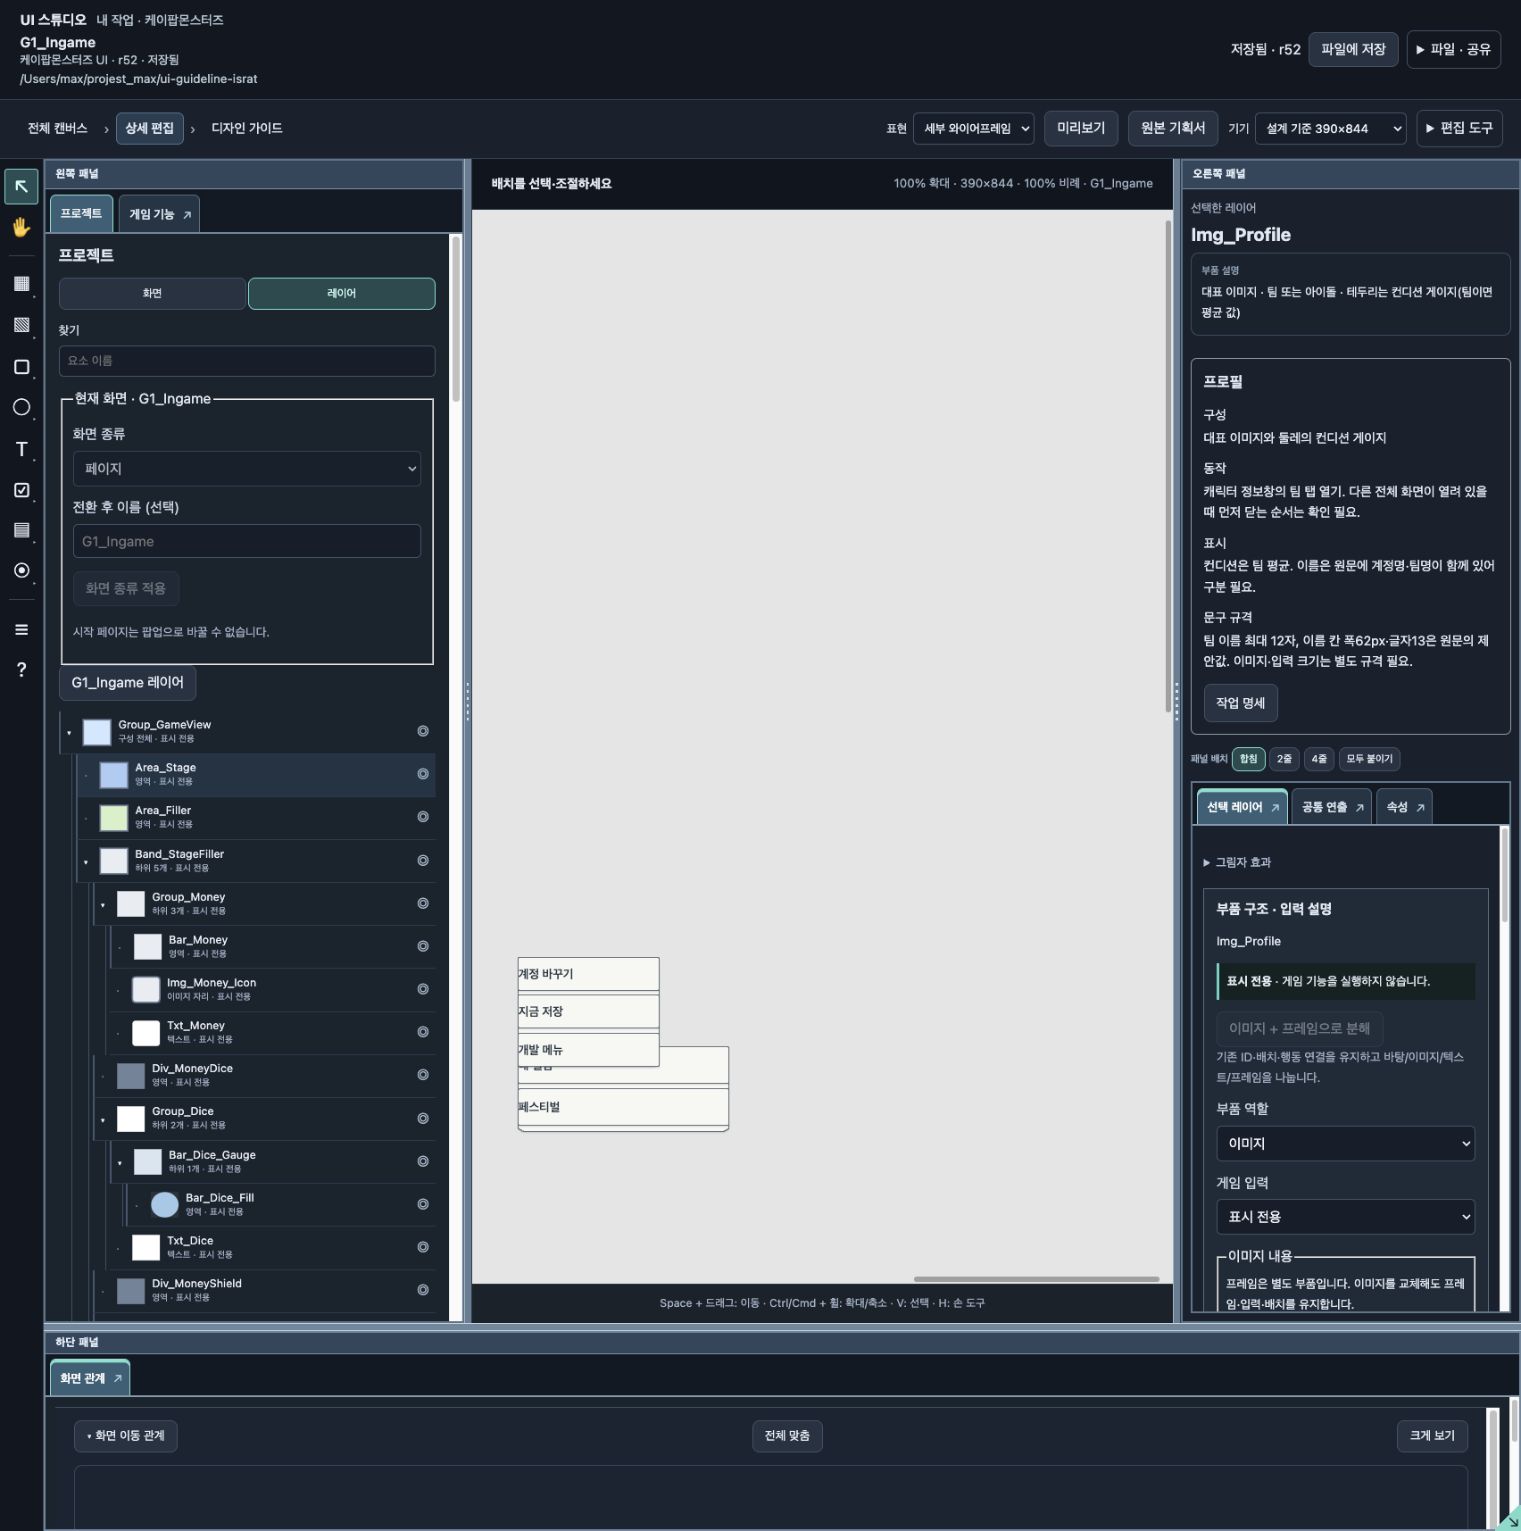 UI 스튜디오 내 작업 · 케이팝몬스터즈
G1_Ingame
케이팝몬스터즈 UI · r52 · 저장됨
/Users/max/projest_max/ui-guideline-israt
저장됨 · r52
파일에 저장
▶ 파일 · 공유
전체 캔버스 › 상세 편집 › 디자인 가이드
표현
세부 와이어프레임
미리보기
원본 기획서
기기
설계 기준 390×844
▶ 편집 도구
왼쪽 패널
프로젝트
게임 기능 ↗
프로젝트
화면
레이어
찾기
요소 이름
현재 화면 · G1_Ingame
화면 종류
페이지
전환 후 이름 (선택)
G1_Ingame
화면 종류 적용
시작 페이지는 팝업으로 바꿀 수 없습니다.
G1_Ingame 레이어
Group_GameView
구성 전체 · 표시 전용
Area_Stage
영역 · 표시 전용
Area_Filler
영역 · 표시 전용
Band_StageFiller
하위 5개 · 표시 전용
Group_Money
하위 3개 · 표시 전용
Bar_Money
영역 · 표시 전용
Img_Money_Icon
이미지 자리 · 표시 전용
Txt_Money
텍스트 · 표시 전용
Div_MoneyDice
영역 · 표시 전용
Group_Dice
하위 2개 · 표시 전용
Bar_Dice_Gauge
하위 1개 · 표시 전용
Bar_Dice_Fill
영역 · 표시 전용
Txt_Dice
텍스트 · 표시 전용
Div_MoneyShield
영역 · 표시 전용
배치를 선택·조절하세요
100% 확대 · 390×844 · 100% 비례 · G1_Ingame
계정 바꾸기
지금 저장
개발 메뉴
페스티벌
Space + 드래그: 이동 · Ctrl/Cmd + 휠: 확대/축소 · V: 선택 · H: 손 도구
오른쪽 패널
선택한 레이어
Img_Profile
부품 설명
대표 이미지 · 팀 또는 아이돌 · 테두리는 컨디션 게이지(팀이면
평균 값)
프로필
구성
대표 이미지와 둘레의 컨디션 게이지
동작
캐릭터 정보창의 팀 탭 열기. 다른 전체 화면이 열려 있을
때 먼저 닫는 순서는 확인 필요.
표시
컨디션은 팀 평균. 이름은 원문에 계정명·팀명이 함께 있어
구분 필요.
문구 규격
팀 이름 최대 12자, 이름 칸 폭62px·글자13은 원문의 제
안값. 이미지·입력 크기는 별도 규격 필요.
작업 명세
패널 배치
합침
2줄
4줄
모두 붙이기
선택 레이어 ↗
공통 연출 ↗
속성 ↗
▶ 그림자 효과
부품 구조 · 입력 설명
Img_Profile
표시 전용 · 게임 기능을 실행하지 않습니다.
이미지 + 프레임으로 분해
기존 ID·배치·행동 연결을 유지하고 바탕/이미지/텍스
트/프레임을 나눕니다.
부품 역할
이미지
게임 입력
표시 전용
이미지 내용
프레임은 별도 부품입니다. 이미지를 교체해도 프레
임·입력·배치를 유지합니다.
하단 패널
화면 관계 ↗
▾ 화면 이동 관계
전체 맞춤
크게 보기